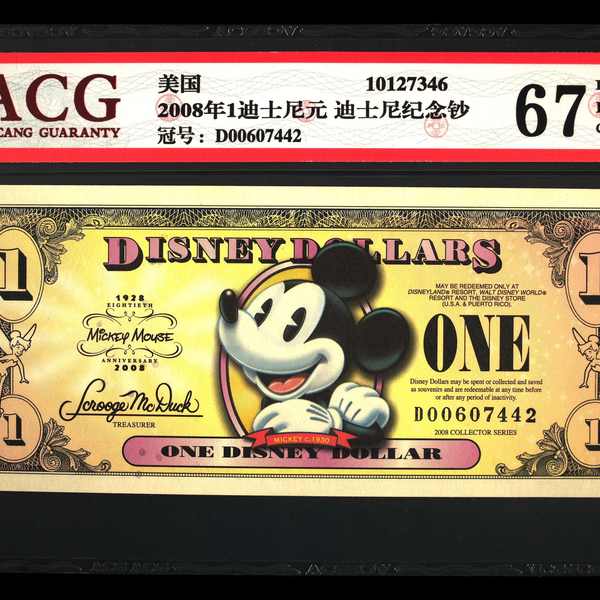 ACG
CANG GUARANTY
美国
10127346
2008年1迪士尼元 迪士尼纪念钞
冠号：D00607442
67
1
DISNEY DOLLARS
1
1928
EIGHTIETH
Mickey Mouse
ANNIVERSARY
2008
MAY BE REDEEMED ONLY AT
DISNEYLAND® RESORT, WALT DISNEY WORLD®
RESORT AND THE DISNEY STORE
(U.S.A. & PUERTO RICO).
ONE
Disney Dollars may be spent or collected and saved
as souvenirs and are redeemable at any time before
or after any period of inactivity.
Scrooge McDuck
TREASURER
D00607442
2008 COLLECTOR SERIES
1
1
MICKEY c.1930
ONE DISNEY DOLLAR